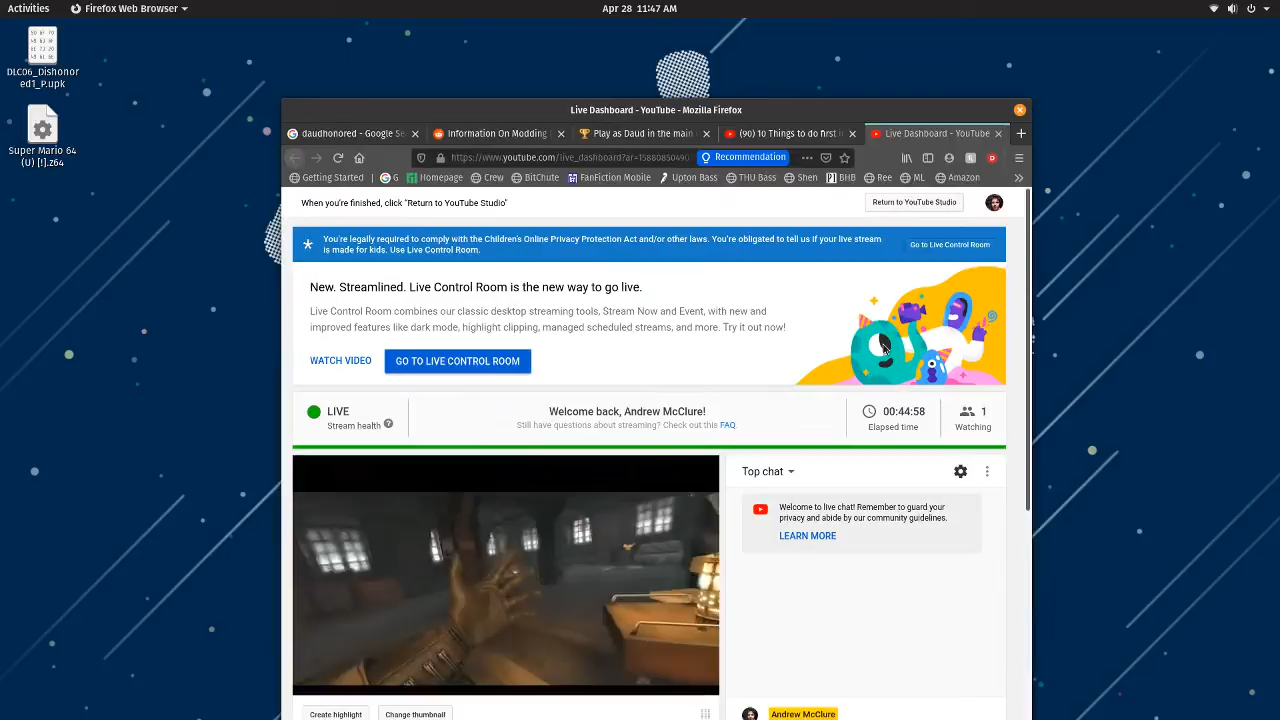 Activities
Firefox Web Browser
Apr 28 11:47 AM
DLC06_Dishonor
ed1_P.upk
Super Mario 64
(U) [!].z64
Live Dashboard - YouTube - Mozilla Firefox
daudhonored - Google Se
Information On Modding
Play as Daud in the main
(90) 10 Things to do first i
Live Dashboard - YouTube
https://www.youtube.com/live_dashboard?ar=15880850490
Recommendation
Getting Started
G
Homepage
Crew
BitChute
FanFiction Mobile
Upton Bass
THU Bass
Shen
BHB
Ree
ML
Amazon
When you're finished, click "Return to YouTube Studio"
Return to YouTube Studio
You're legally required to comply with the Children's Online Privacy Protection Act and/or other laws. You're obligated to tell us if your live stream
is made for kids. Use Live Control Room.
Go to Live Control Room
New. Streamlined. Live Control Room is the new way to go live.
Live Control Room combines our classic desktop streaming tools, Stream Now and Event, with new and
improved features like dark mode, highlight clipping, managed scheduled streams, and more. Try it out now!
WATCH VIDEO
GO TO LIVE CONTROL ROOM
LIVE
Stream health
Welcome back, Andrew McClure!
Still have questions about streaming? Check out this FAQ.
00:44:58
Elapsed time
1
Watching
Top chat
Welcome to live chat! Remember to guard your
privacy and abide by our community guidelines.
LEARN MORE
Create highlight
Change thumbnail
Andrew McClure